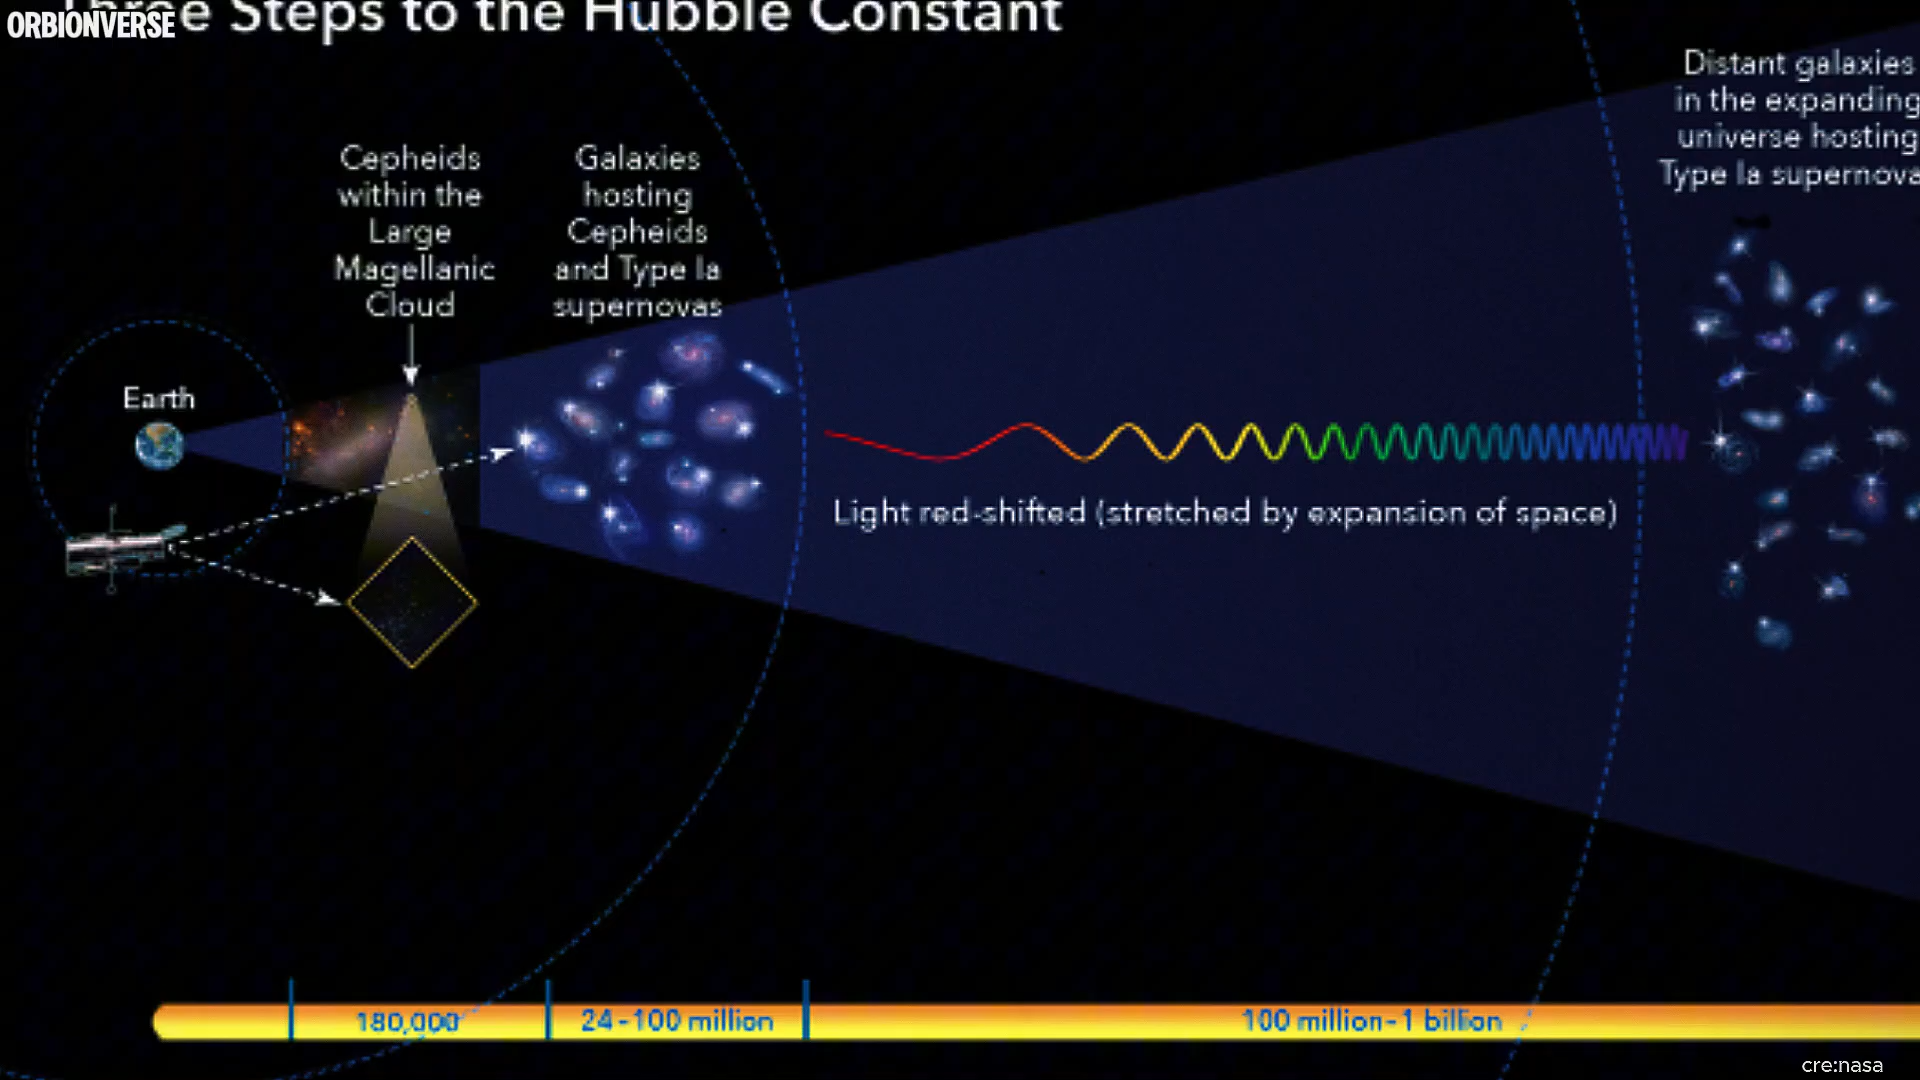 Three Steps to the Hubble Constant
ORBIONVERSE
Distant galaxies
in the expanding
universe hosting
Type Ia supernova
Cepheids
within the
Large
Magellanic
Cloud
Galaxies
hosting
Cepheids
and Type Ia
supernovas
Earth
Light red-shifted (stretched by expansion of space)
180,000
24-100 million
100 million-1 billion
cre:nasa